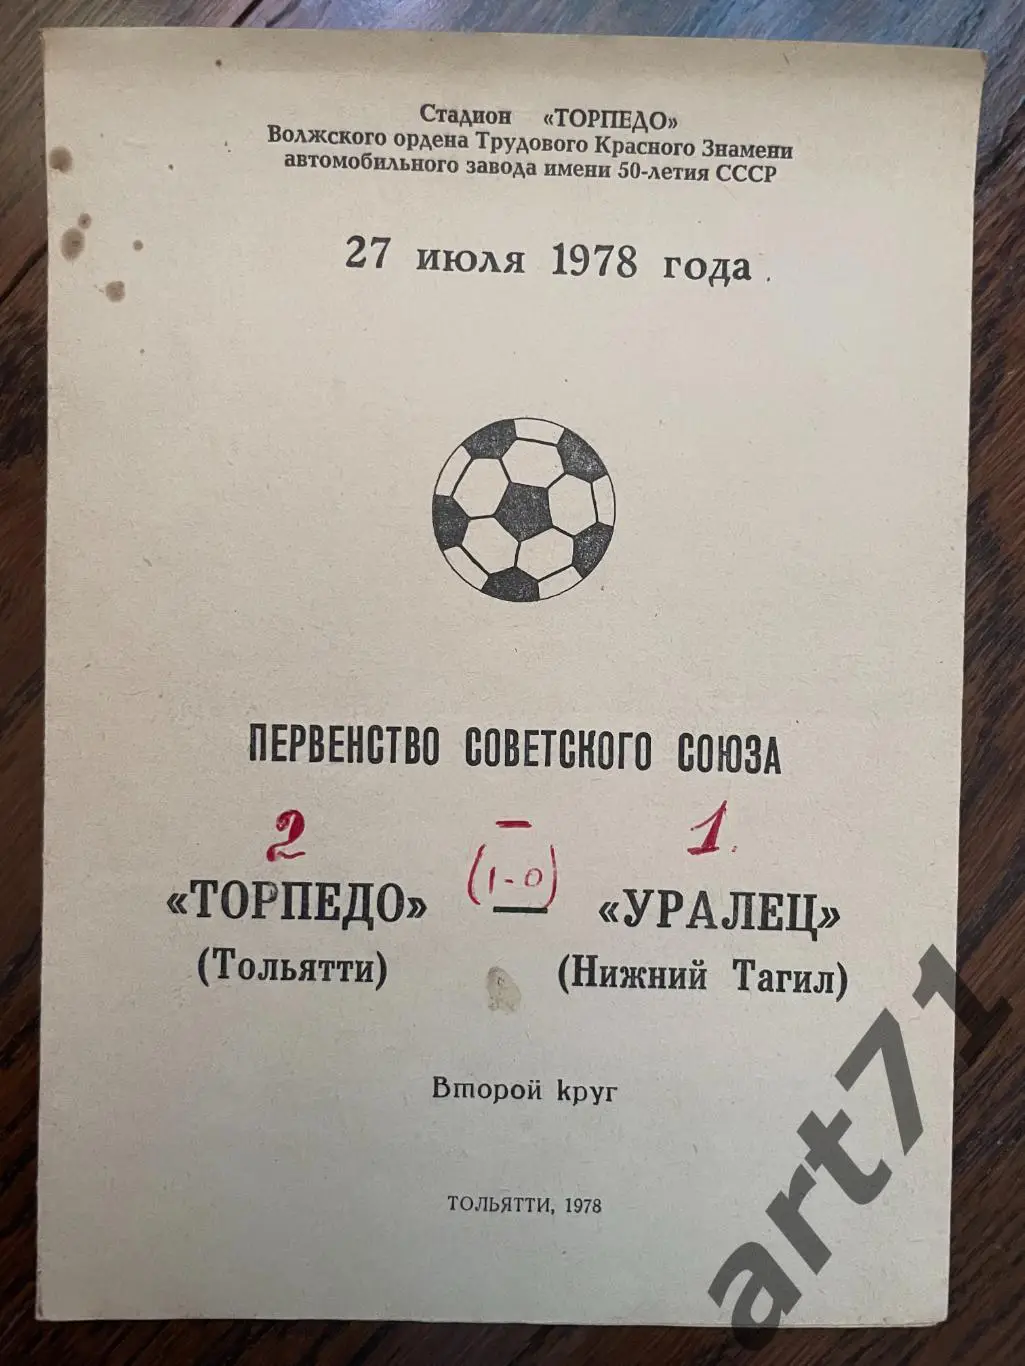 Стадион «ТОРПЕДО»
Волжского ордена Трудового Красного Знамени
автомобильного завода имени 50-летия СССР
27 июля 1978 года.
ПЕРВЕНСТВО СОВЕТСКОГО СОЮЗА
2 – 1.
(1-0)
«ТОРПЕДО» — «УРАЛЕЦ»
(Тольятти) (Нижний Тагил)
Второй круг
ТОЛЬЯТТИ, 1978
art71